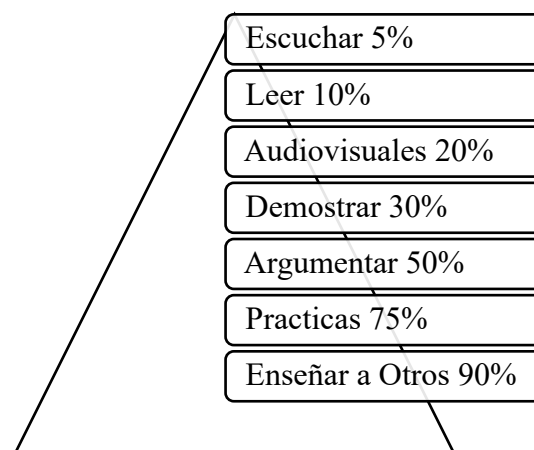 Escuchar 5%
Leer 10%
Audiovisuales 20%
Demostrar 30%
Argumentar 50%
Practicas 75%
Enseñar a Otros 90%